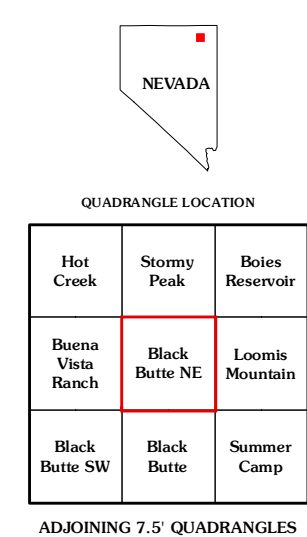 NEVADA
QUADRANGLE LOCATION
Hot
Creek
Stormy
Peak
Boies
Reservoir
Buena
Vista
Ranch
Black
Butte NE
Loomis
Mountain
Black
Butte SW
Black
Butte
Summer
Camp
ADJOINING 7.5' QUADRANGLES